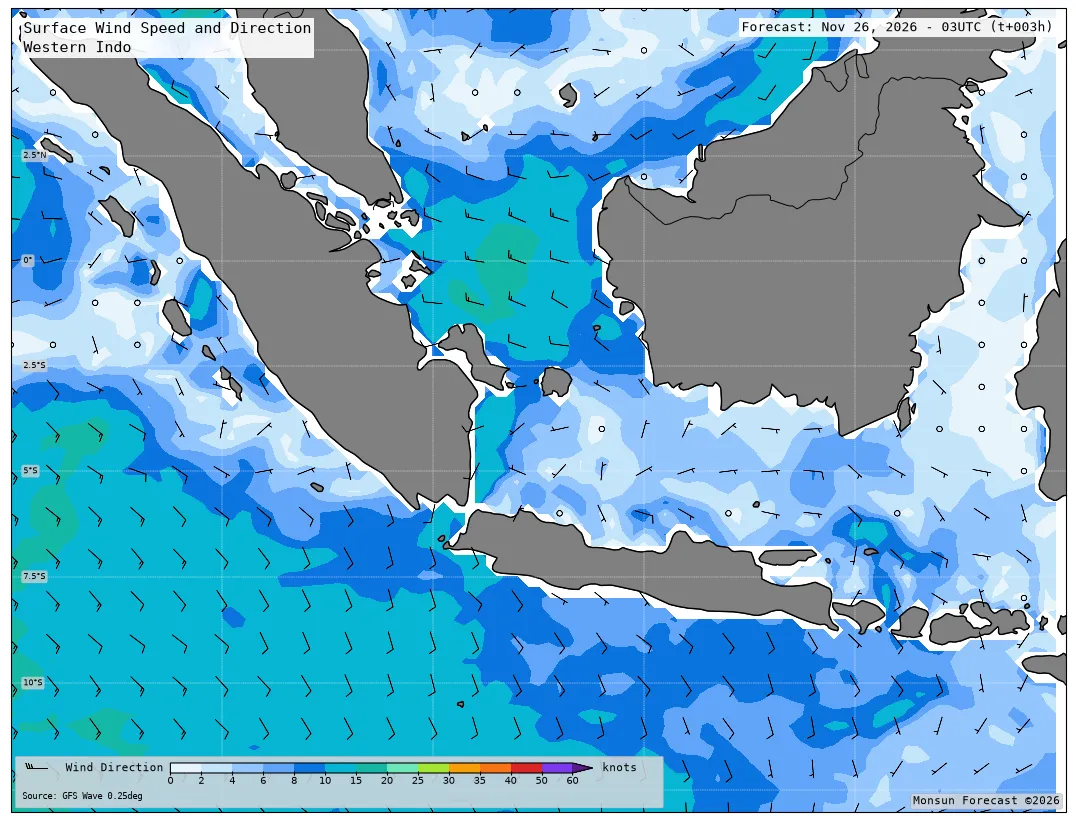 Surface Wind Speed and Direction
Western Indo
Forecast: Nov 26, 2026 - 03UTC (t+003h)
2.5°N
0°
2.5°S
5°S
7.5°S
10°S
Wind Direction
0 2 4 6 8 10 15 20 25 30 35 40 50 60
knots
Source: GFS Wave 0.25deg
Monsun Forecast ©2026